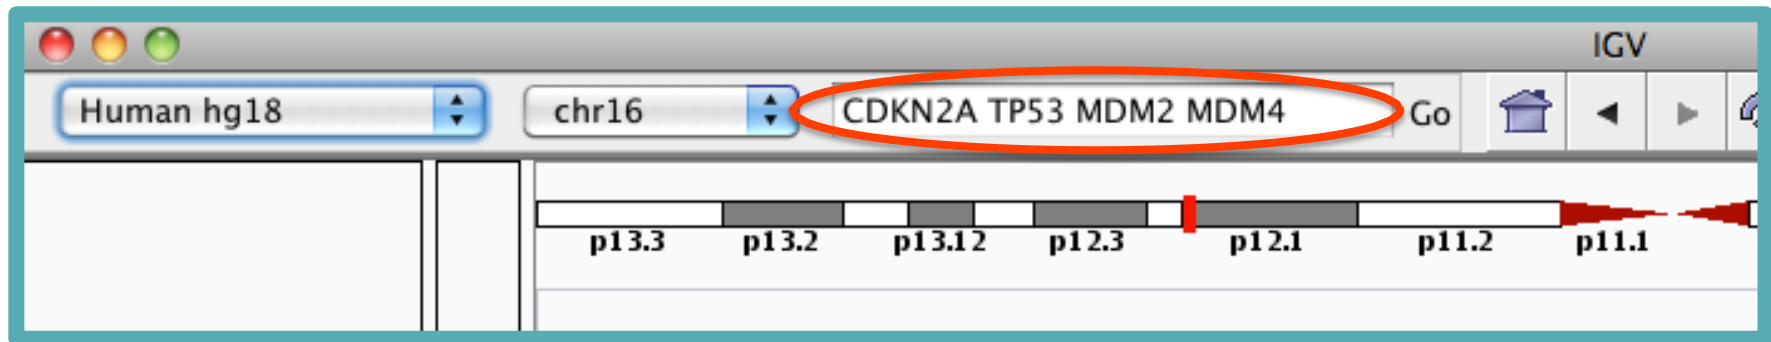 IGV
Human hg18 chr16 CDKN2A TP53 MDM2 MDM4 Go
p13.3 p13.2 p13.12 p12.3 p12.1 p11.2 p11.1